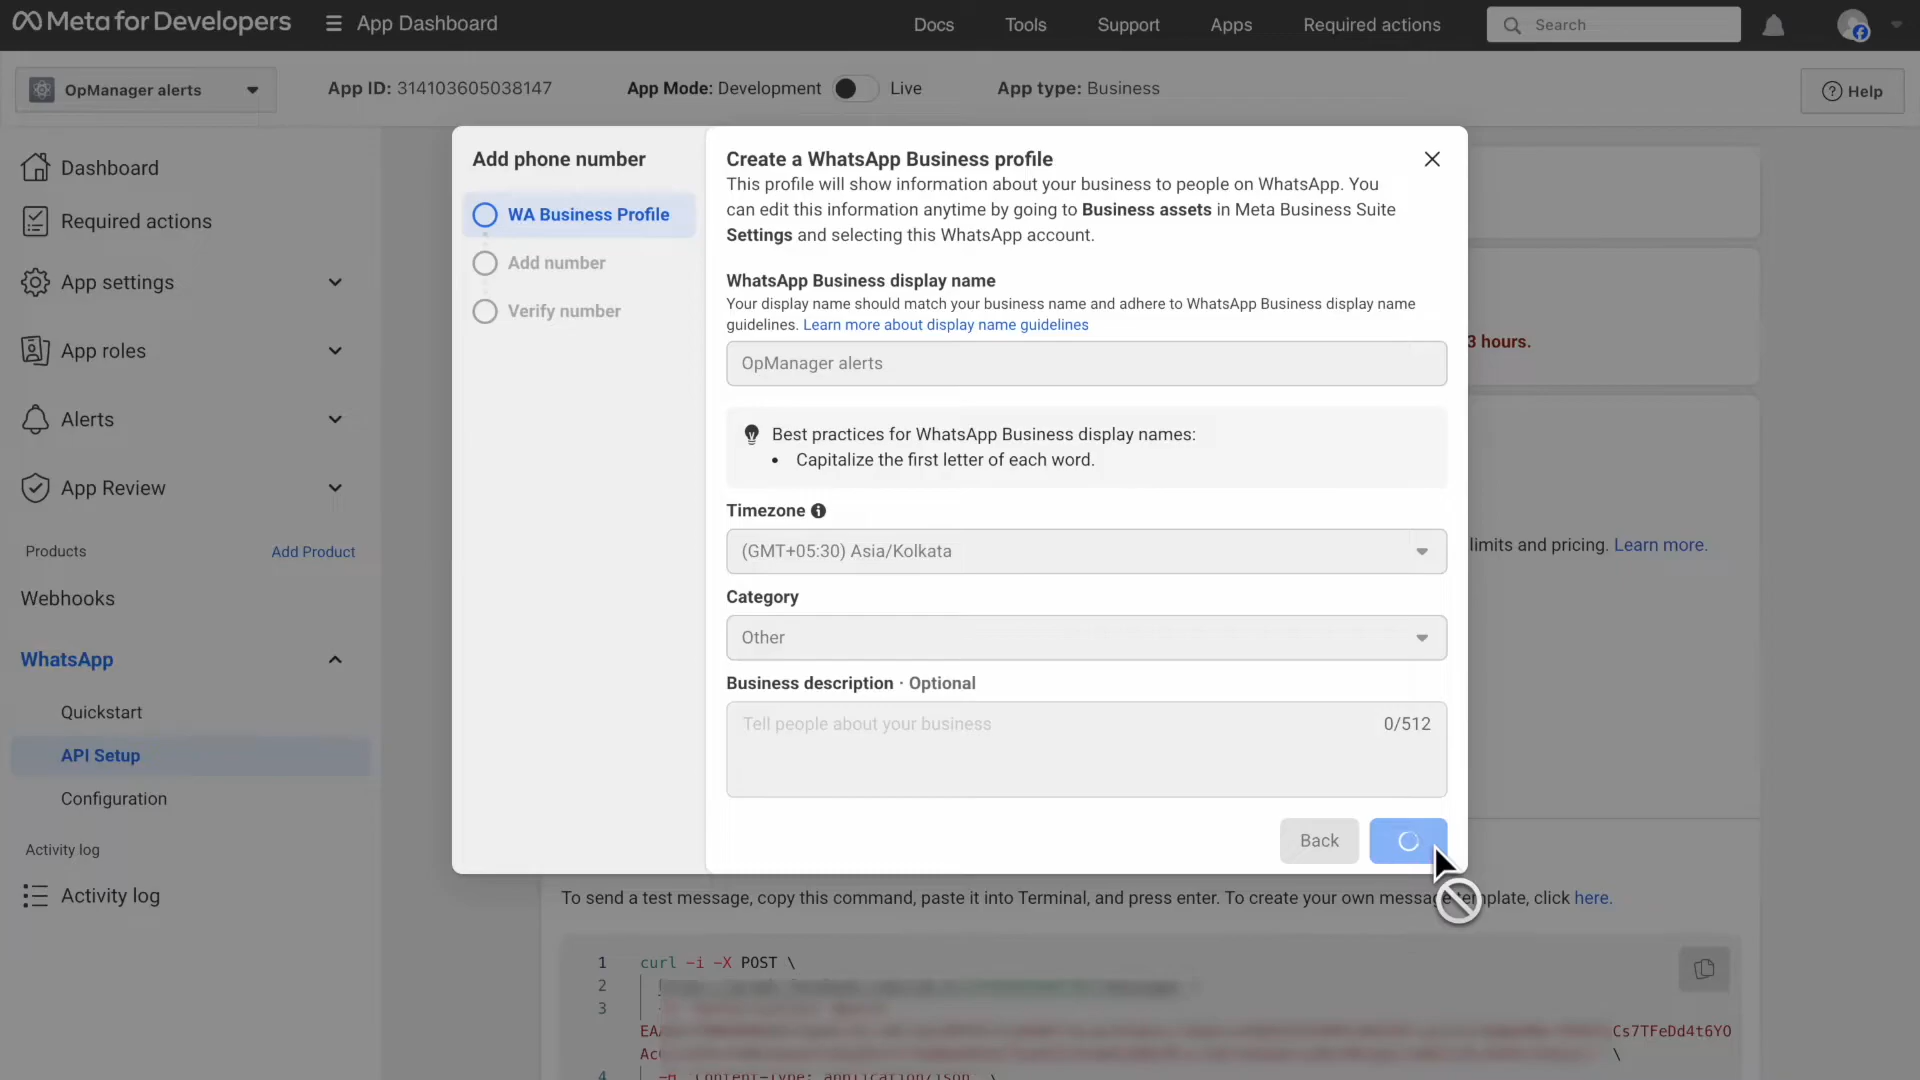 Meta for Developers
App Dashboard
Docs
Tools
Support
Apps
Required actions
Search
OpManager alerts
App ID: 314103605038147
App Mode: Development
Live
App type: Business
Help
Dashboard
Required actions
App settings
App roles
Alerts
App Review
Products
Add Product
Webhooks
WhatsApp
Quickstart
API Setup
Configuration
Activity log
Activity log
Add phone number
WA Business Profile
Add number
Verify number
Create a WhatsApp Business profile
This profile will show information about your business to people on WhatsApp. You
can edit this information anytime by going to Business assets in Meta Business Suite
Settings and selecting this WhatsApp account.
WhatsApp Business display name
Your display name should match your business name and adhere to WhatsApp Business display name
guidelines. Learn more about display name guidelines
OpManager alerts
Best practices for WhatsApp Business display names:
• Capitalize the first letter of each word.
Timezone
(GMT+05:30) Asia/Kolkata
Category
Other
Business description · Optional
Tell people about your business
0/512
Back
3 hours.
limits and pricing. Learn more.
To send a test message, copy this command, paste it into Terminal, and press enter. To create your own message template, click here.
1 curl -i -X POST \
2
3
EA
Cs7TFeDd4t6YO
Ac
\
4 -H 'Content-Type: application/json' \